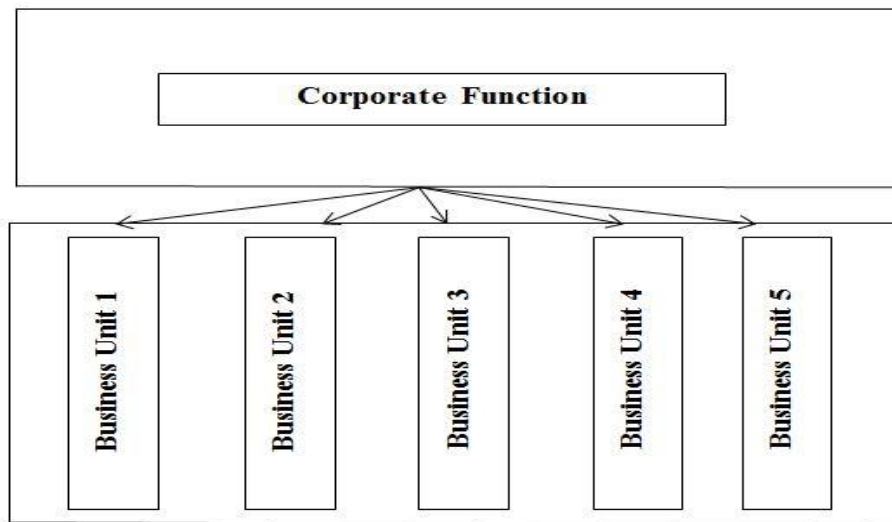 Corporate Function
Business Unit 1
Business Unit 2
Business Unit 3
Business Unit 4
Business Unit 5